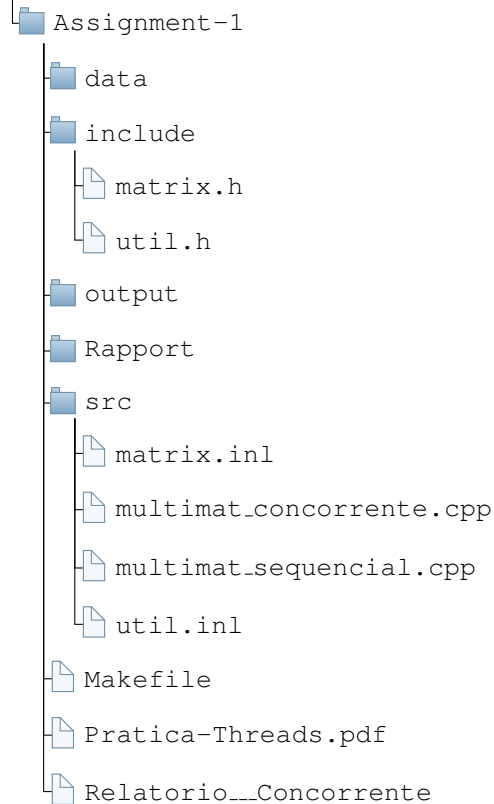 Assignment-1
data
include
matrix.h
util.h
output
Rapport
src
matrix.inl
multimat_concorrente.cpp
multimat_sequencial.cpp
util.inl
Makefile
Pratica-Threads.pdf
Relatorio___Concorrente